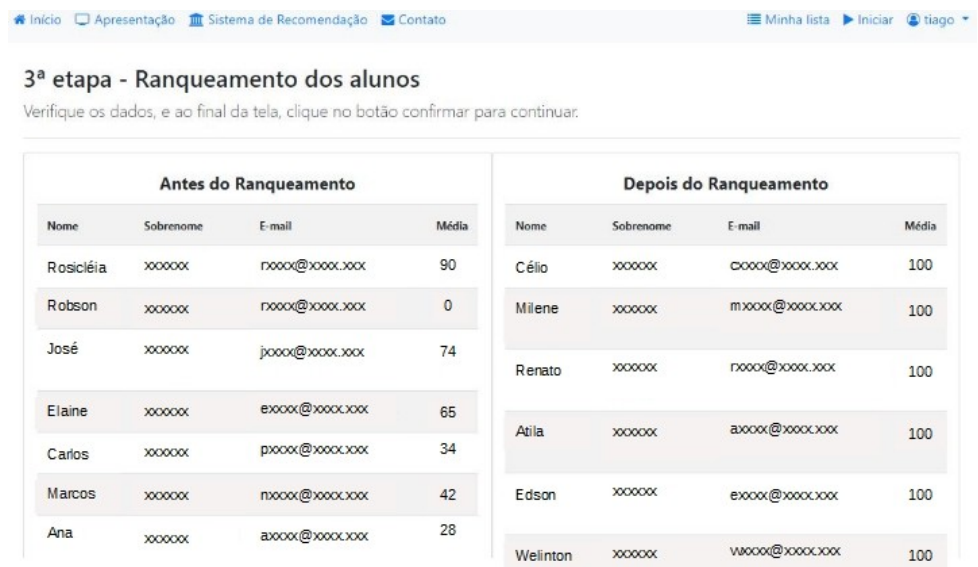 Início Apresentação Sistema de Recomendação Contato Minha lista Iniciar tiago
3ª etapa - Ranqueamento dos alunos
Verifique os dados, e ao final da tela, clique no botão confirmar para continuar.
Antes do Ranqueamento
Nome Sobrenome E-mail Média
Rosicléia xxxxxx rxxxx@xxxx.xxx 90
Robson xxxxxx rxxxx@xxxx.xxx 0
José xxxxxx jxxxx@xxxx.xxx 74
Elaine xxxxxx exxxx@xxxx.xxx 65
Carlos xxxxxx pxxxx@xxxx.xxx 34
Marcos xxxxxx nxxxx@xxxx.xxx 42
Ana xxxxxx axxxx@xxxx.xxx 28
Depois do Ranqueamento
Nome Sobrenome E-mail Média
Célio xxxxxx cxxxx@xxxx.xxx 100
Milene xxxxxx mxxxx@xxxx.xxx 100
Renato xxxxxx rxxxx@xxxx.xxx 100
Atila xxxxxx axxxx@xxxx.xxx 100
Edson xxxxxx exxxx@xxxx.xxx 100
Welinton xxxxxx wxxxx@xxxx.xxx 100